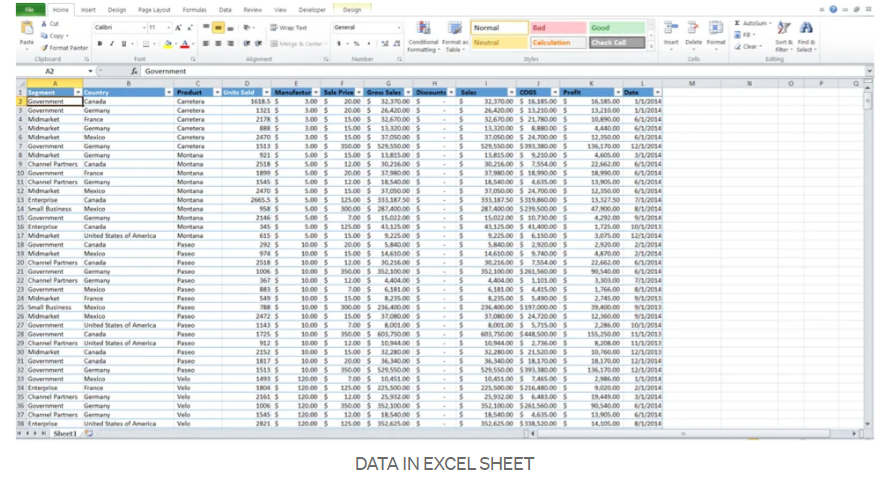 File Home Insert Design Page Layout Formulas Data Review View Developer Design
Cut
Copy
Format Painter
Paste
Clipboard
Calibri 11
Font
Wrap Text
Merge & Center
Alignment
General
Number
Conditional Formatting
Format as Table
Normal Bad Good
Neutral Calculation Check Cell
Styles
Insert Delete Format
Cells
AutoSum
Fill
Clear
Sort & Filter
Find & Select
Editing
A2 fx Government
A B C D E F G H I J K L M N O P Q
1 Segment Country Product Units Sold Manufactur Sale Price Gross Sales Discounts Sales COGS Profit Date
2 Government Canada Carretera 1618.5 $ 3.00 $ 20.00 $ 32,370.00 $ - $ 32,370.00 $ 16,185.00 $ 16,185.00 1/1/2014
3 Government Germany Carretera 1321 $ 3.00 $ 20.00 $ 26,420.00 $ - $ 26,420.00 $ 13,210.00 $ 13,210.00 1/1/2014
4 Midmarket France Carretera 2178 $ 3.00 $ 15.00 $ 32,670.00 $ - $ 32,670.00 $ 21,780.00 $ 10,890.00 6/1/2014
5 Midmarket Germany Carretera 888 $ 3.00 $ 15.00 $ 13,320.00 $ - $ 13,320.00 $ 8,880.00 $ 4,440.00 6/1/2014
6 Midmarket Mexico Carretera 2470 $ 3.00 $ 15.00 $ 37,050.00 $ - $ 37,050.00 $ 24,700.00 $ 12,350.00 6/1/2014
7 Government Germany Carretera 1513 $ 3.00 $ 350.00 $ 529,550.00 $ - $ 529,550.00 $ 393,380.00 $ 136,170.00 12/1/2014
8 Midmarket Germany Montana 921 $ 5.00 $ 15.00 $ 13,815.00 $ - $ 13,815.00 $ 9,210.00 $ 4,605.00 3/1/2014
9 Channel Partners Canada Montana 2518 $ 5.00 $ 12.00 $ 30,216.00 $ - $ 30,216.00 $ 7,554.00 $ 22,662.00 6/1/2014
10 Government France Montana 1899 $ 5.00 $ 20.00 $ 37,980.00 $ - $ 37,980.00 $ 18,990.00 $ 18,990.00 6/1/2014
11 Channel Partners Germany Montana 1545 $ 5.00 $ 12.00 $ 18,540.00 $ - $ 18,540.00 $ 4,635.00 $ 13,905.00 6/1/2014
12 Midmarket Mexico Montana 2470 $ 5.00 $ 15.00 $ 37,050.00 $ - $ 37,050.00 $ 24,700.00 $ 12,350.00 6/1/2014
13 Enterprise Canada Montana 2665.5 $ 5.00 $ 125.00 $ 333,187.50 $ - $ 333,187.50 $ 319,860.00 $ 13,327.50 7/1/2014
14 Small Business Mexico Montana 958 $ 5.00 $ 300.00 $ 287,400.00 $ - $ 287,400.00 $ 239,500.00 $ 47,900.00 8/1/2014
15 Government Germany Montana 2146 $ 5.00 $ 7.00 $ 15,022.00 $ - $ 15,022.00 $ 10,730.00 $ 4,292.00 9/1/2014
16 Enterprise Canada Montana 345 $ 5.00 $ 125.00 $ 43,125.00 $ - $ 43,125.00 $ 41,400.00 $ 1,725.00 10/1/2013
17 Midmarket United States of America Montana 615 $ 5.00 $ 15.00 $ 9,225.00 $ - $ 9,225.00 $ 6,150.00 $ 3,075.00 12/1/2014
18 Government Canada Paseo 292 $ 10.00 $ 20.00 $ 5,840.00 $ - $ 5,840.00 $ 2,920.00 $ 2,920.00 2/1/2014
19 Midmarket Mexico Paseo 974 $ 10.00 $ 15.00 $ 14,610.00 $ - $ 14,610.00 $ 9,740.00 $ 4,870.00 2/1/2014
20 Channel Partners Canada Paseo 2518 $ 10.00 $ 12.00 $ 30,216.00 $ - $ 30,216.00 $ 7,554.00 $ 22,662.00 6/1/2014
21 Government Germany Paseo 1006 $ 10.00 $ 350.00 $ 352,100.00 $ - $ 352,100.00 $ 261,560.00 $ 90,540.00 6/1/2014
22 Channel Partners Germany Paseo 367 $ 10.00 $ 12.00 $ 4,404.00 $ - $ 4,404.00 $ 1,101.00 $ 3,303.00 7/1/2014
23 Government Mexico Paseo 883 $ 10.00 $ 7.00 $ 6,181.00 $ - $ 6,181.00 $ 4,415.00 $ 1,766.00 8/1/2014
24 Midmarket France Paseo 549 $ 10.00 $ 15.00 $ 8,235.00 $ - $ 8,235.00 $ 5,490.00 $ 2,745.00 9/1/2013
25 Small Business Mexico Paseo 788 $ 10.00 $ 300.00 $ 236,400.00 $ - $ 236,400.00 $ 197,000.00 $ 39,400.00 9/1/2013
26 Midmarket Mexico Paseo 2472 $ 10.00 $ 15.00 $ 37,080.00 $ - $ 37,080.00 $ 24,720.00 $ 12,360.00 9/1/2014
27 Government United States of America Paseo 1143 $ 10.00 $ 7.00 $ 8,001.00 $ - $ 8,001.00 $ 5,715.00 $ 2,286.00 10/1/2014
28 Government Canada Paseo 1725 $ 10.00 $ 350.00 $ 603,750.00 $ - $ 603,750.00 $ 448,500.00 $ 155,250.00 11/1/2013
29 Channel Partners United States of America Paseo 912 $ 10.00 $ 12.00 $ 10,944.00 $ - $ 10,944.00 $ 2,736.00 $ 8,208.00 11/1/2013
30 Midmarket Canada Paseo 2152 $ 10.00 $ 15.00 $ 32,280.00 $ - $ 32,280.00 $ 21,520.00 $ 10,760.00 12/1/2013
31 Government Canada Paseo 1817 $ 10.00 $ 20.00 $ 36,340.00 $ - $ 36,340.00 $ 18,170.00 $ 18,170.00 12/1/2014
32 Government Germany Paseo 1513 $ 10.00 $ 350.00 $ 529,550.00 $ - $ 529,550.00 $ 393,380.00 $ 136,170.00 12/1/2014
33 Government Mexico Velo 1493 $ 120.00 $ 7.00 $ 10,451.00 $ - $ 10,451.00 $ 7,465.00 $ 2,986.00 1/1/2014
34 Enterprise France Velo 1804 $ 120.00 $ 125.00 $ 225,500.00 $ - $ 225,500.00 $ 216,480.00 $ 9,020.00 2/1/2014
35 Channel Partners Germany Velo 2161 $ 120.00 $ 12.00 $ 25,932.00 $ - $ 25,932.00 $ 6,483.00 $ 19,449.00 3/1/2014
36 Government Germany Velo 1006 $ 120.00 $ 350.00 $ 352,100.00 $ - $ 352,100.00 $ 261,560.00 $ 90,540.00 6/1/2014
37 Channel Partners Germany Velo 1545 $ 120.00 $ 12.00 $ 18,540.00 $ - $ 18,540.00 $ 4,635.00 $ 13,905.00 6/1/2014
38 Enterprise United States of America Velo 2821 $ 120.00 $ 125.00 $ 352,625.00 $ - $ 352,625.00 $ 338,520.00 $ 14,105.00 8/1/2014
Sheet1
DATA IN EXCEL SHEET